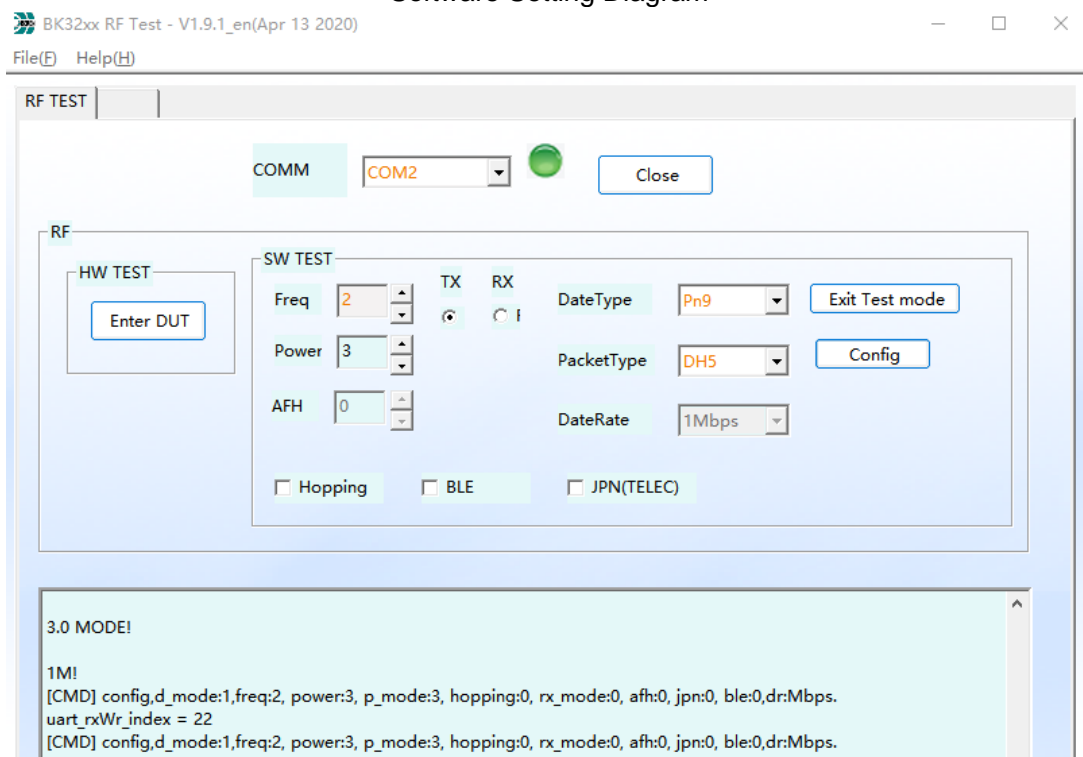 Software Setting Diagram
BK32xx RF Test - V1.9.1_en(Apr 13 2020)
File(F) Help(H)
RF TEST
COMM COM2 Close
RF
HW TEST
Enter DUT
SW TEST
TX RX
Freq 2 DateType Pn9 Exit Test mode
Power 3 PacketType DH5 Config
AFH 0 DateRate 1Mbps
Hopping BLE JPN(TELEC)
3.0 MODE!
1M!
[CMD] config,d_mode:1,freq:2, power:3, p_mode:3, hopping:0, rx_mode:0, afh:0, jpn:0, ble:0,dr:Mbps.
uart_rxWr_index = 22
[CMD] config,d_mode:1,freq:2, power:3, p_mode:3, hopping:0, rx_mode:0, afh:0, jpn:0, ble:0,dr:Mbps.